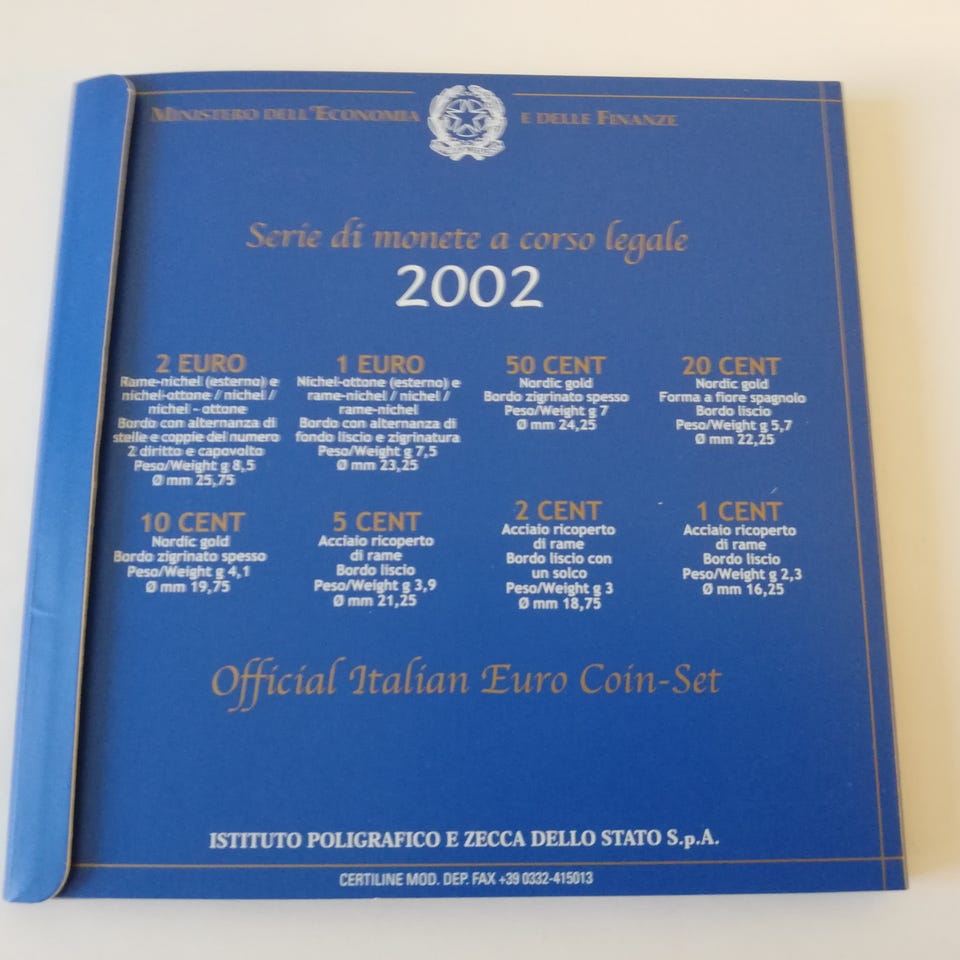 MINISTERO DELL'ECONOMIA E DELLE FINANZE
Serie di monete a corso legale
2002
2 EURO
Rame-nichel (esterno) e
nichel-ottone / nichel /
nichel - ottone
Bordo con alternanza di
stelle e coppie del numero
2 diritto e capovolto
Peso/Weight g 8,5
Ø mm 25,75
1 EURO
Nichel-ottone (esterno) e
rame-nichel / nichel /
rame-nichel
Bordo con alternanza di
fondo liscio e zigrinatura
Peso/Weight g 7,5
Ø mm 23,25
50 CENT
Nordic gold
Bordo zigrinato spesso
Peso/Weight g 7
Ø mm 24,25
20 CENT
Nordic gold
Forma a fiore spagnolo
Bordo liscio
Peso/Weight g 5,7
Ø mm 22,25
10 CENT
Nordic gold
Bordo zigrinato spesso
Peso/Weight g 4,1
Ø mm 19,75
5 CENT
Acciaio ricoperto
di rame
Bordo liscio
Peso/Weight g 3,9
Ø mm 21,25
2 CENT
Acciaio ricoperto
di rame
Bordo liscio con
un solco
Peso/Weight g 3
Ø mm 18,75
1 CENT
Acciaio ricoperto
di rame
Bordo liscio
Peso/Weight g 2,3
Ø mm 16,25
Official Italian Euro Coin-Set
ISTITUTO POLIGRAFICO E ZECCA DELLO STATO S.p.A.
CERTILINE MOD. DEP. FAX +39 0332-415013